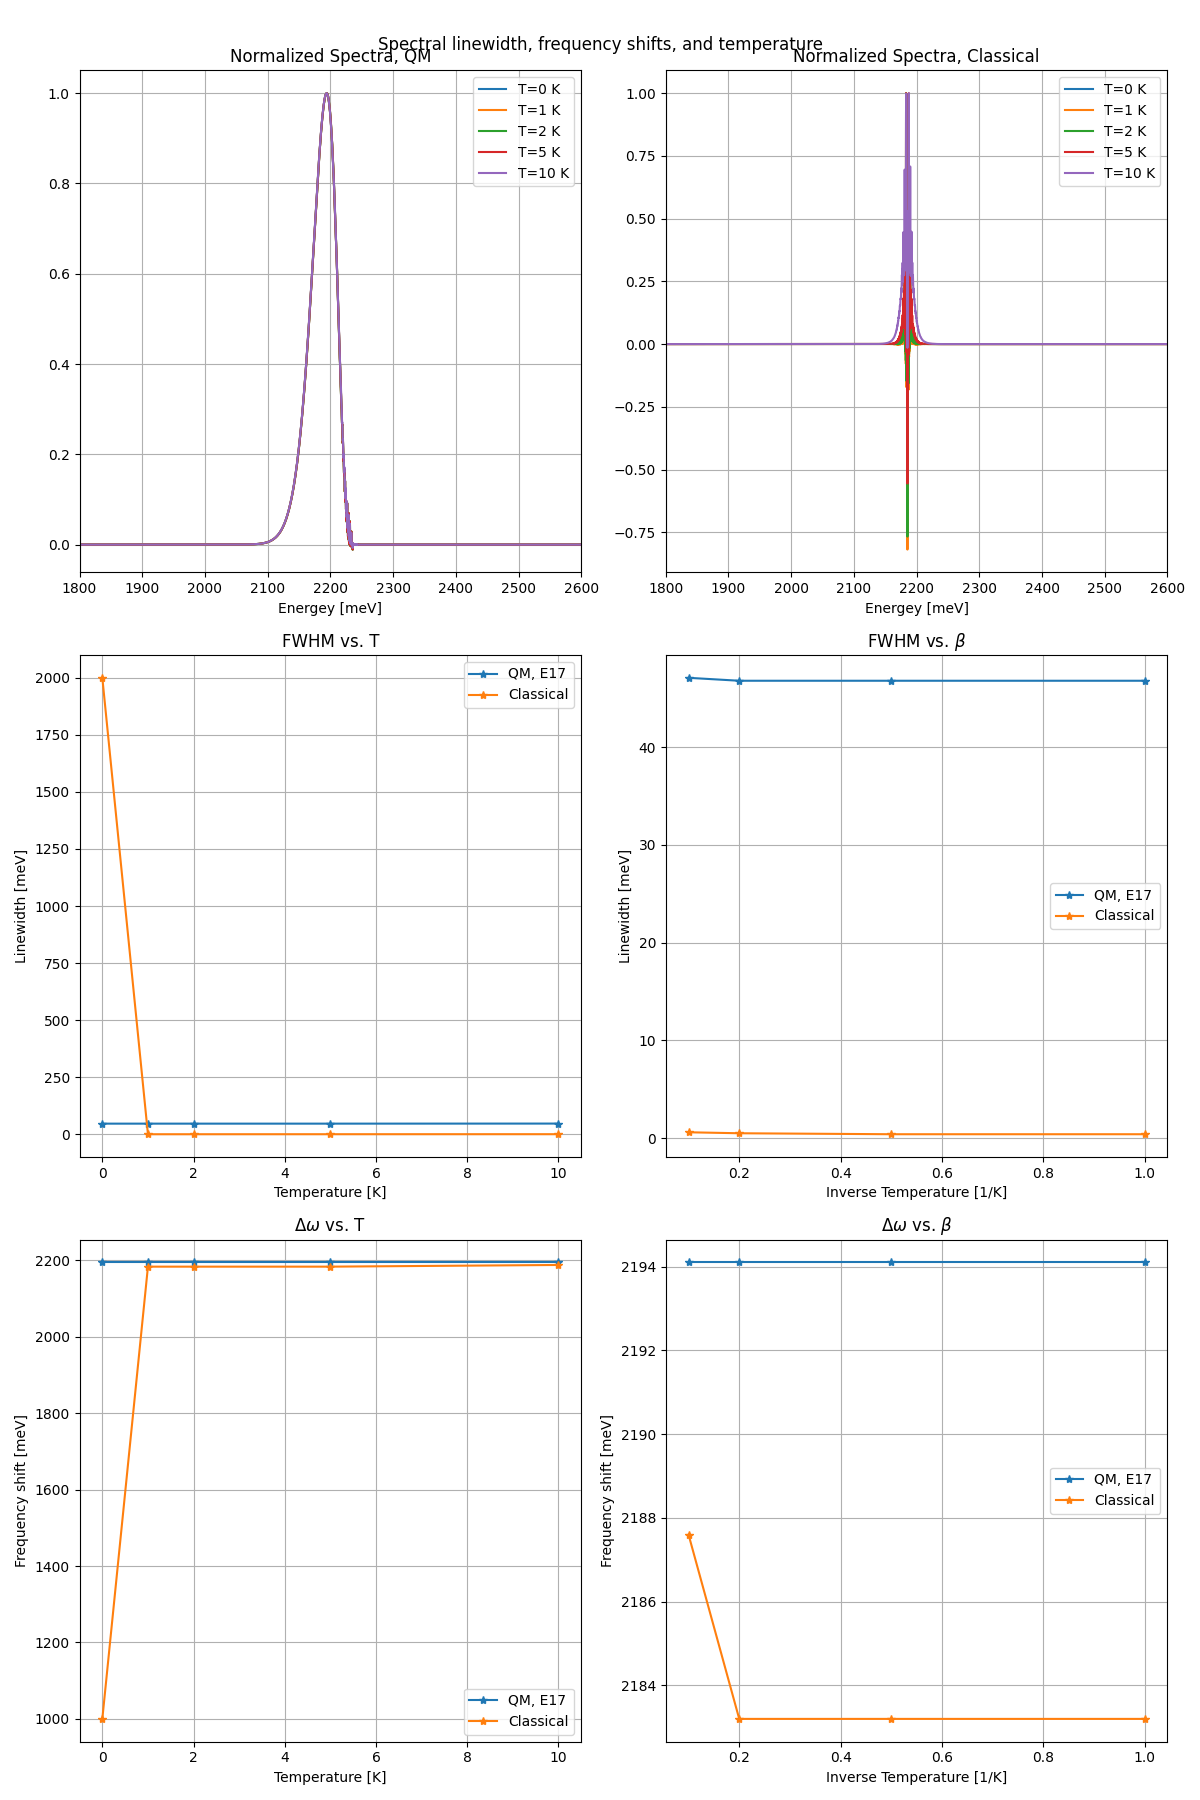 Spectral linewidth, frequency shifts, and temperature
Normalized Spectra, QM
1.0
0.8
0.6
0.4
0.2
0.0
T=0 K
T=1 K
T=2 K
T=5 K
T=10 K
1800 1900 2000 2100 2200 2300 2400 2500 2600
Energey [meV]
Normalized Spectra, Classical
1.00
0.75
0.50
0.25
0.00
−0.25
−0.50
−0.75
T=0 K
T=1 K
T=2 K
T=5 K
T=10 K
1800 1900 2000 2100 2200 2300 2400 2500 2600
Energey [meV]
FWHM vs. T
Linewidth [meV]
2000
1750
1500
1250
1000
750
500
250
0
QM, E17
Classical
0 2 4 6 8 10
Temperature [K]
FWHM vs. β
Linewidth [meV]
40
30
20
10
0
QM, E17
Classical
0.2 0.4 0.6 0.8 1.0
Inverse Temperature [1/K]
Δω vs. T
Frequency shift [meV]
2200
2000
1800
1600
1400
1200
1000
QM, E17
Classical
0 2 4 6 8 10
Temperature [K]
Δω vs. β
Frequency shift [meV]
2194
2192
2190
2188
2186
2184
QM, E17
Classical
0.2 0.4 0.6 0.8 1.0
Inverse Temperature [1/K]